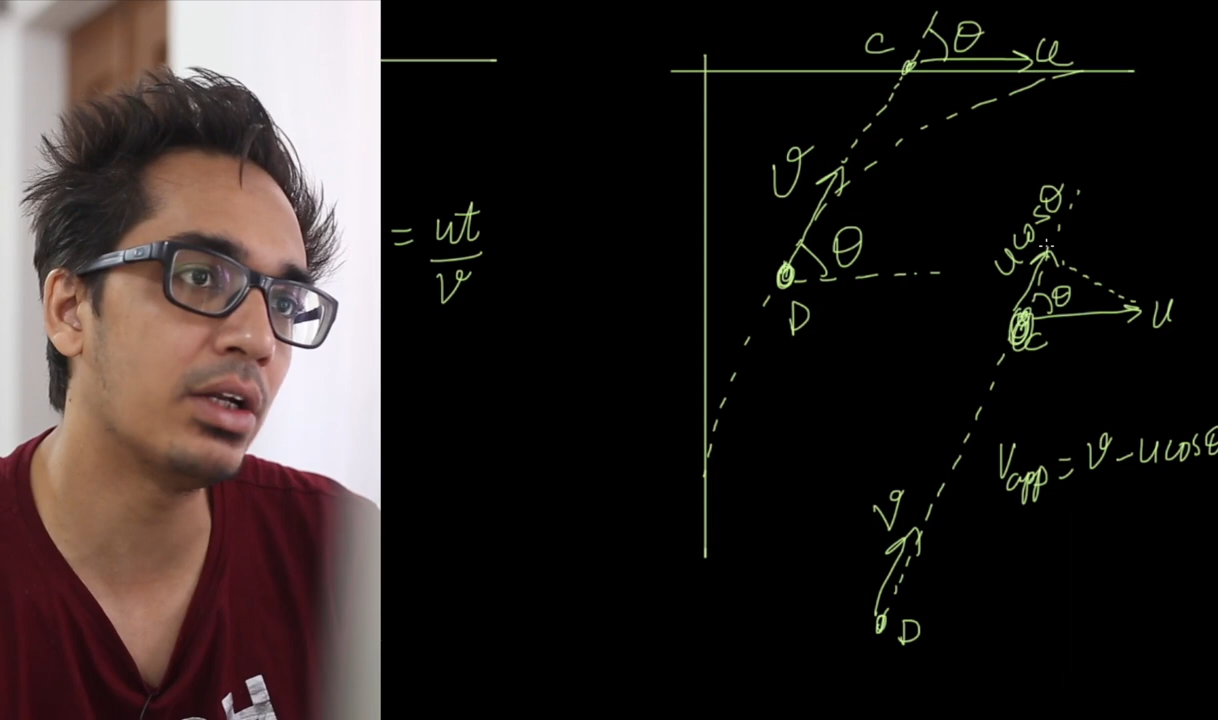 C θ u
= ut
v
v
θ
D
u cos θ
θ
u
C
V_app = v - u cos θ
v
D